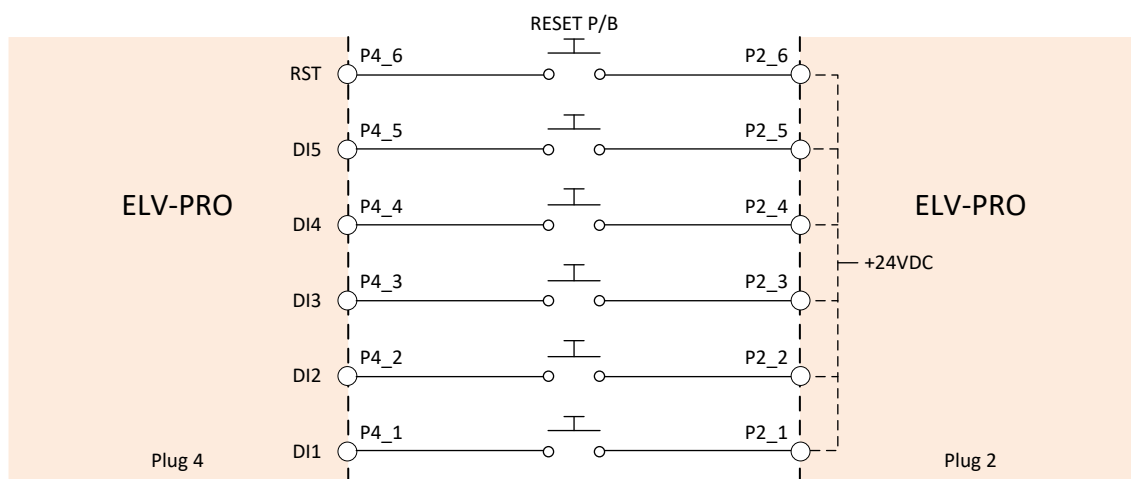 RESET P/B
P4_6
P2_6
RST
P4_5
P2_5
DI5
P4_4
P2_4
ELV-PRO
ELV-PRO
DI4
+24VDC
P4_3
P2_3
DI3
P4_2
P2_2
DI2
P4_1
P2_1
DI1
Plug 4
Plug 2